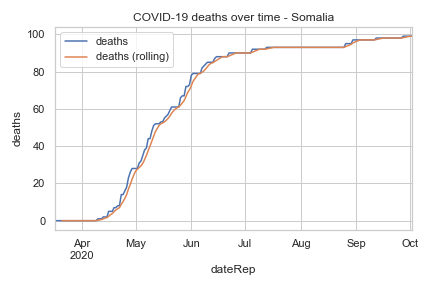 COVID-19 deaths over time - Somalia
deaths
deaths (rolling)
100
80
60
40
20
0
deaths
Apr May Jun Jul Aug Sep Oct
2020
dateRep